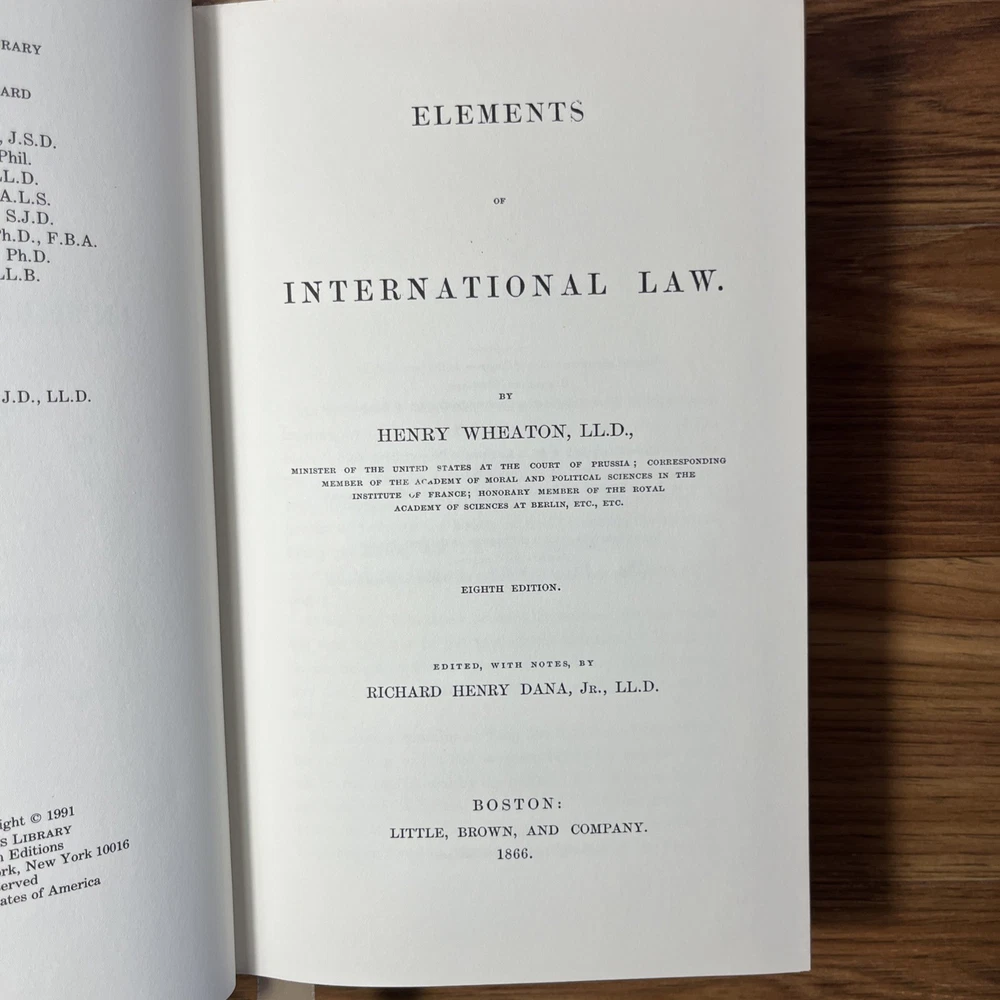 RARY
ARD
, J.S.D.
Phil.
L.D.
A.L.S.
S.J.D.
h.D., F.B.A.
Ph.D.
LL.B.
J.D., LL.D.
ight © 1991
S LIBRARY
Editions
rk, New York 10016
erved
ates of America
ELEMENTS
OF
INTERNATIONAL LAW.
BY
HENRY WHEATON, LL.D.,
MINISTER OF THE UNITED STATES AT THE COURT OF PRUSSIA; CORRESPONDING
MEMBER OF THE ACADEMY OF MORAL AND POLITICAL SCIENCES IN THE
INSTITUTE OF FRANCE; HONORARY MEMBER OF THE ROYAL
ACADEMY OF SCIENCES AT BERLIN, ETC., ETC.
EIGHTH EDITION.
EDITED, WITH NOTES, BY
RICHARD HENRY DANA, JR., LL.D.
BOSTON:
LITTLE, BROWN, AND COMPANY.
1866.